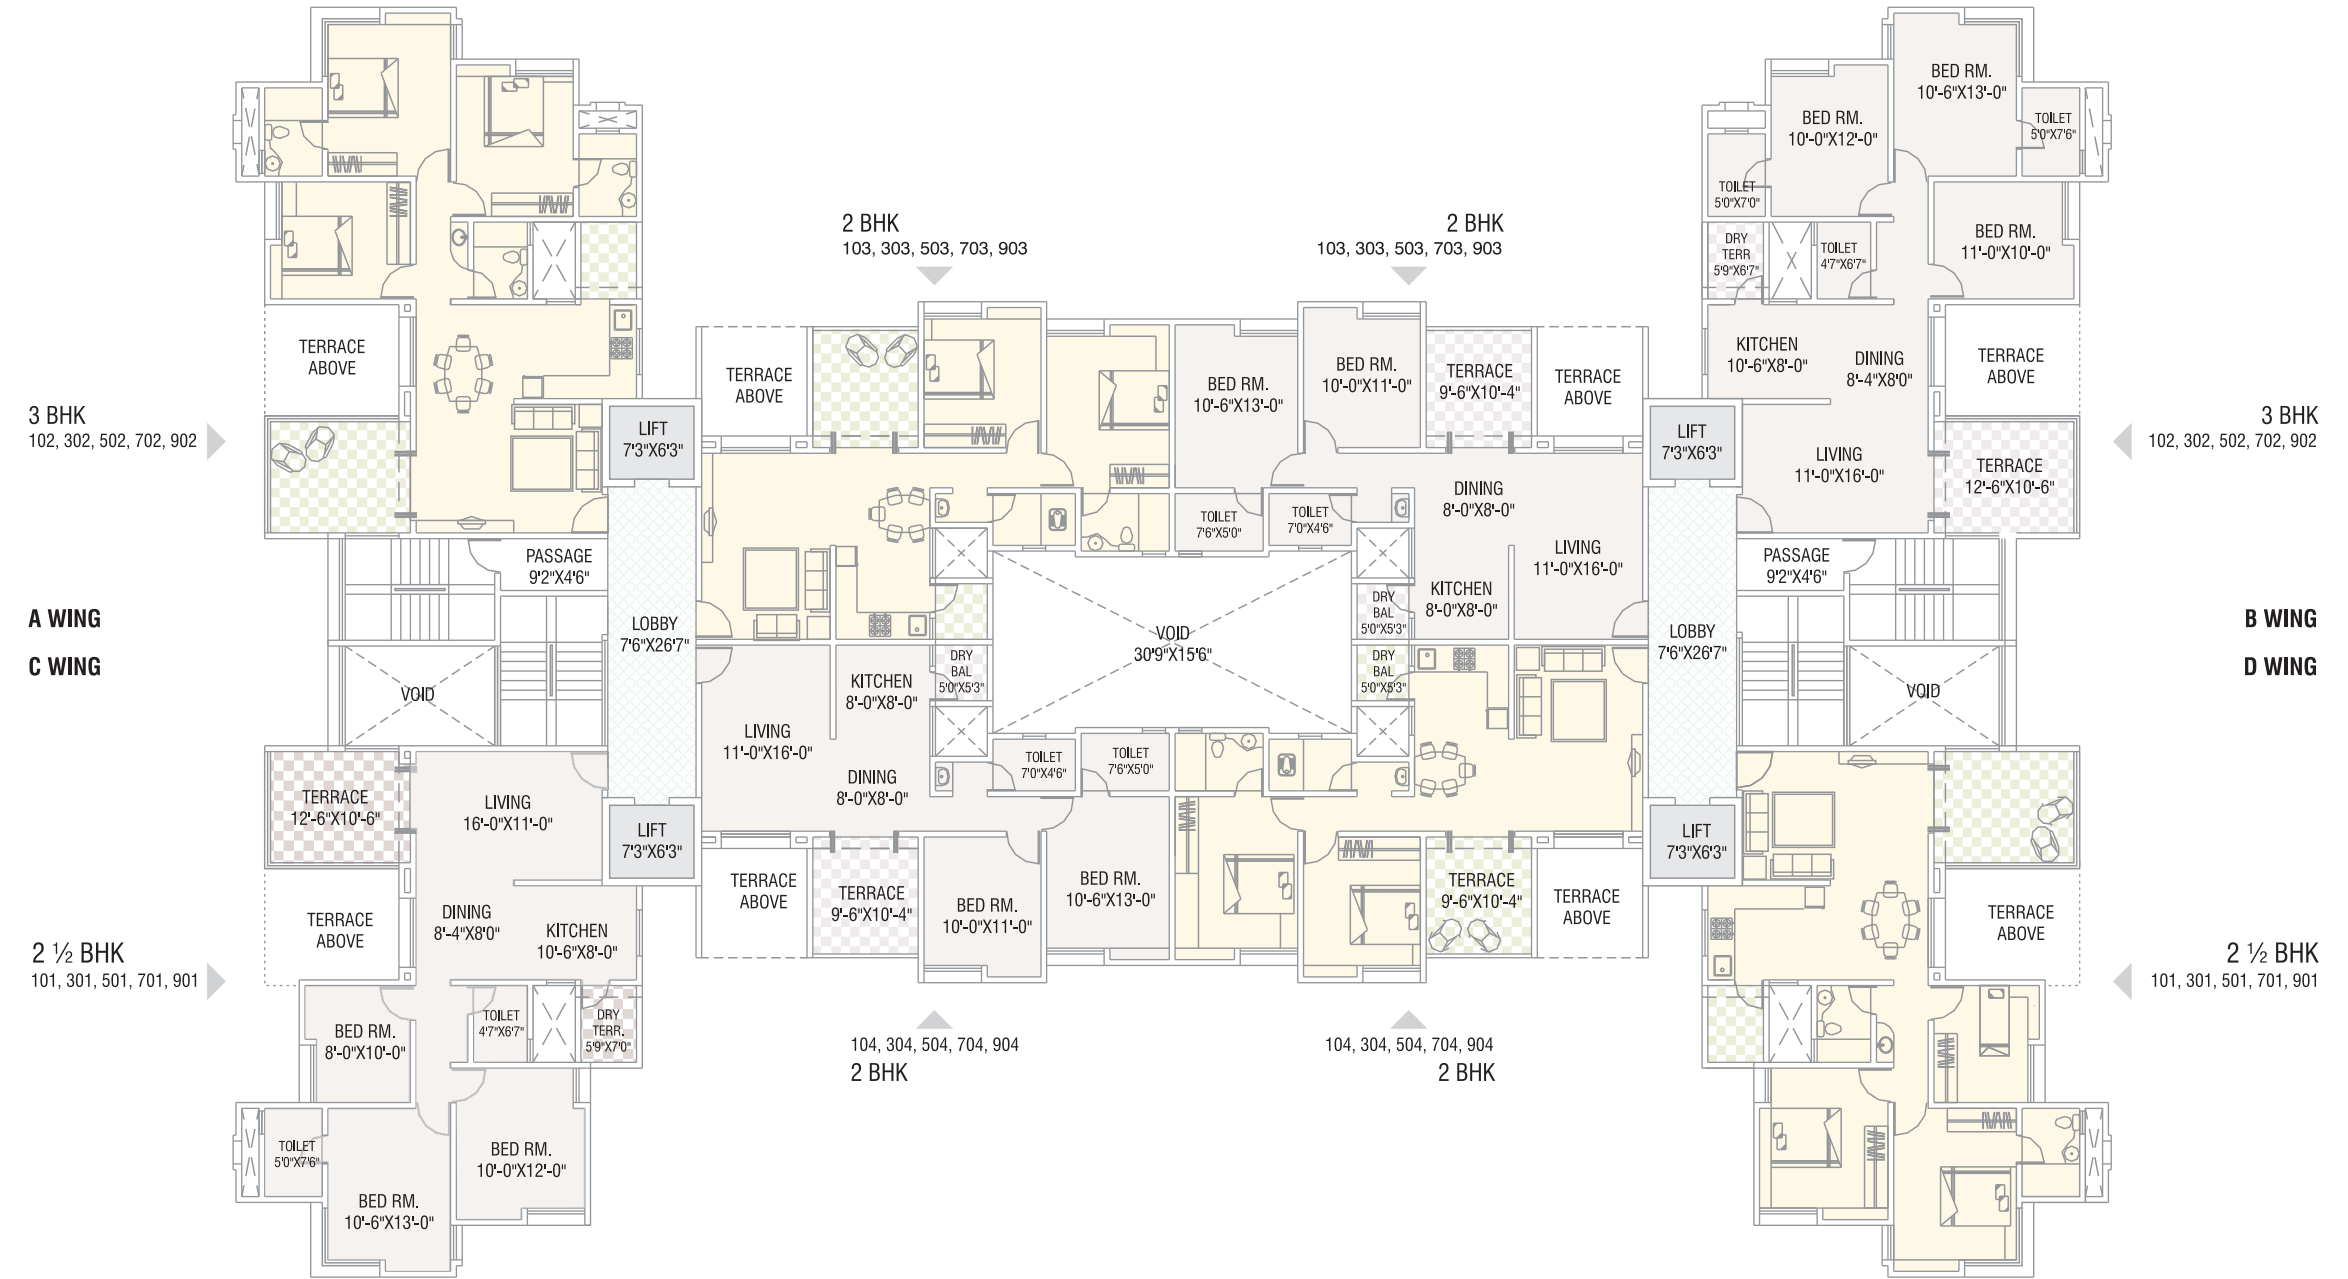 BED RM.
10'-6"X13'-0"
BED RM.
10'-0"X12'-0"
TOILET
5'0"X7'6"
TOILET
5'0"X7'0"
BED RM.
11'-0"X10'-0"
DRY
TERR
5'9"X6'7"
TOILET
4'7"X6'7"
2 BHK
103, 303, 503, 703, 903
2 BHK
103, 303, 503, 703, 903
TERRACE
ABOVE
TERRACE
ABOVE
BED RM.
10'-6"X13'-0"
BED RM.
10'-0"X11'-0"
TERRACE
9'-6"X10'-4"
TERRACE
ABOVE
KITCHEN
10'-6"X8'-0"
DINING
8'-4"X8'0"
TERRACE
ABOVE
3 BHK
102, 302, 502, 702, 902
LIFT
7'3"X6'3"
LIFT
7'3"X6'3"
LIVING
11'-0"X16'-0"
TERRACE
12'-6"X10'-6"
3 BHK
102, 302, 502, 702, 902
TOILET
7'6"X5'0"
TOILET
7'0"X4'6"
DINING
8'-0"X8'-0"
PASSAGE
9'2"X4'6"
LIVING
11'-0"X16'-0"
PASSAGE
9'2"X4'6"
DRY
BAL
5'0"X5'3"
KITCHEN
8'-0"X8'-0"
A WING
C WING
LOBBY
7'6"X26'7"
VOID
30'9"X15'6"
LOBBY
7'6"X26'7"
B WING
D WING
VOID
KITCHEN
8'-0"X8'-0"
DRY
BAL
5'0"X5'3"
DRY
BAL
5'0"X5'3"
VOID
LIVING
11'-0"X16'-0"
DINING
8'-0"X8'-0"
TOILET
7'0"X4'6"
TOILET
7'6"X5'0"
TERRACE
12'-6"X10'-6"
LIVING
16'-0"X11'-0"
LIFT
7'3"X6'3"
LIFT
7'3"X6'3"
TERRACE
ABOVE
DINING
8'-4"X8'0"
KITCHEN
10'-6"X8'-0"
TERRACE
ABOVE
TERRACE
9'-6"X10'-4"
BED RM.
10'-0"X11'-0"
BED RM.
10'-6"X13'-0"
TERRACE
9'-6"X10'-4"
TERRACE
ABOVE
TERRACE
ABOVE
2 ½ BHK
101, 301, 501, 701, 901
2 ½ BHK
101, 301, 501, 701, 901
BED RM.
8'-0"X10'-0"
TOILET
4'7"X6'7"
DRY
TERR.
5'9"X7'0"
104, 304, 504, 704, 904
2 BHK
104, 304, 504, 704, 904
2 BHK
TOILET
5'0"X7'6"
BED RM.
10'-0"X12'-0"
BED RM.
10'-6"X13'-0"